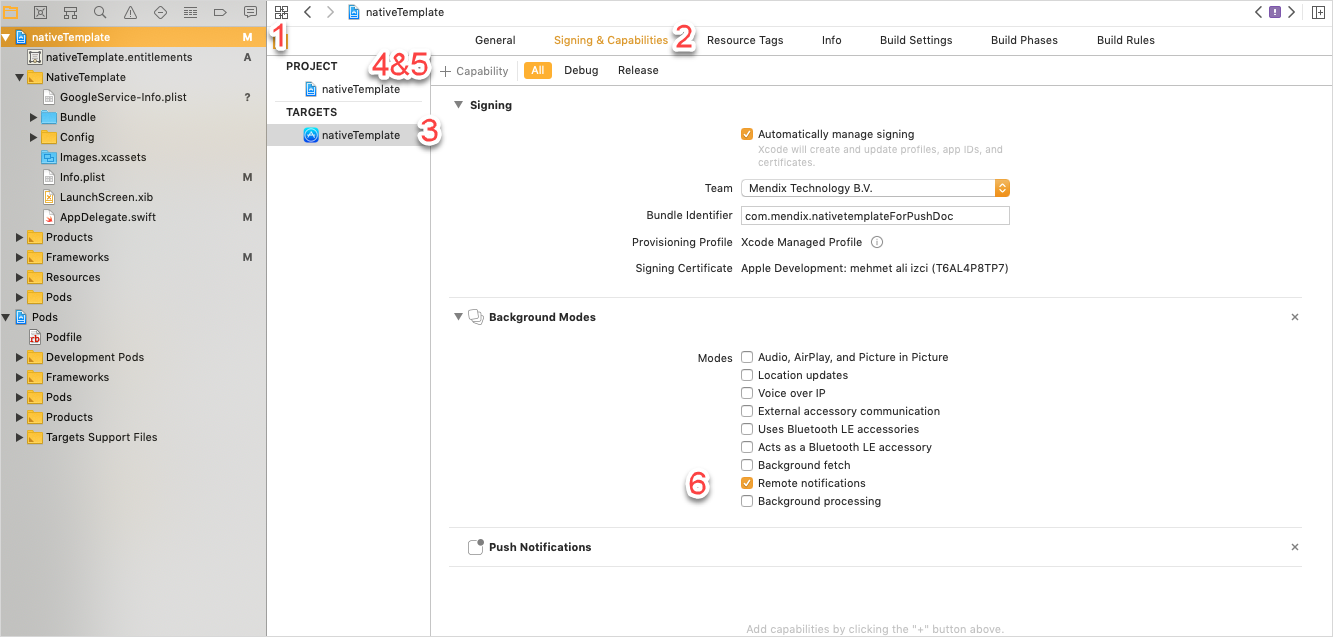 nativeTemplate M
nativeTemplate.entitlements A
NativeTemplate
GoogleService-Info.plist ?
Bundle
Config
Images.xcassets
Info.plist M
LaunchScreen.xib
AppDelegate.swift M
Products
Frameworks M
Resources
Pods
Pods
Podfile
Development Pods
Frameworks
Pods
Products
Targets Support Files
nativeTemplate
1
General Signing & Capabilities 2 Resource Tags Info Build Settings Build Phases Build Rules
PROJECT
4&5
nativeTemplate
TARGETS
nativeTemplate
3
+ Capability All Debug Release
Signing
Automatically manage signing
Xcode will create and update profiles, app IDs, and
certificates.
Team Mendix Technology B.V.
Bundle Identifier com.mendix.nativetemplateForPushDoc
Provisioning Profile Xcode Managed Profile
Signing Certificate Apple Development: mehmet ali izci (T6AL4P8TP7)
Background Modes
Modes Audio, AirPlay, and Picture in Picture
Location updates
Voice over IP
External accessory communication
Uses Bluetooth LE accessories
Acts as a Bluetooth LE accessory
Background fetch
6 Remote notifications
Background processing
Push Notifications
Add capabilities by clicking the "+" button above.